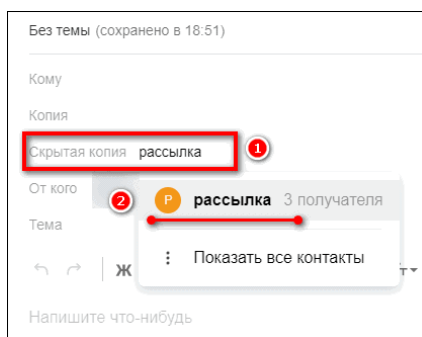 Без темы (сохранено в 18:51)
Кому
Копия
Скрытая копия рассылка 1
От кого
2 Р рассылка 3 получателя
Тема
Показать все контакты
Ж
Напишите что-нибудь